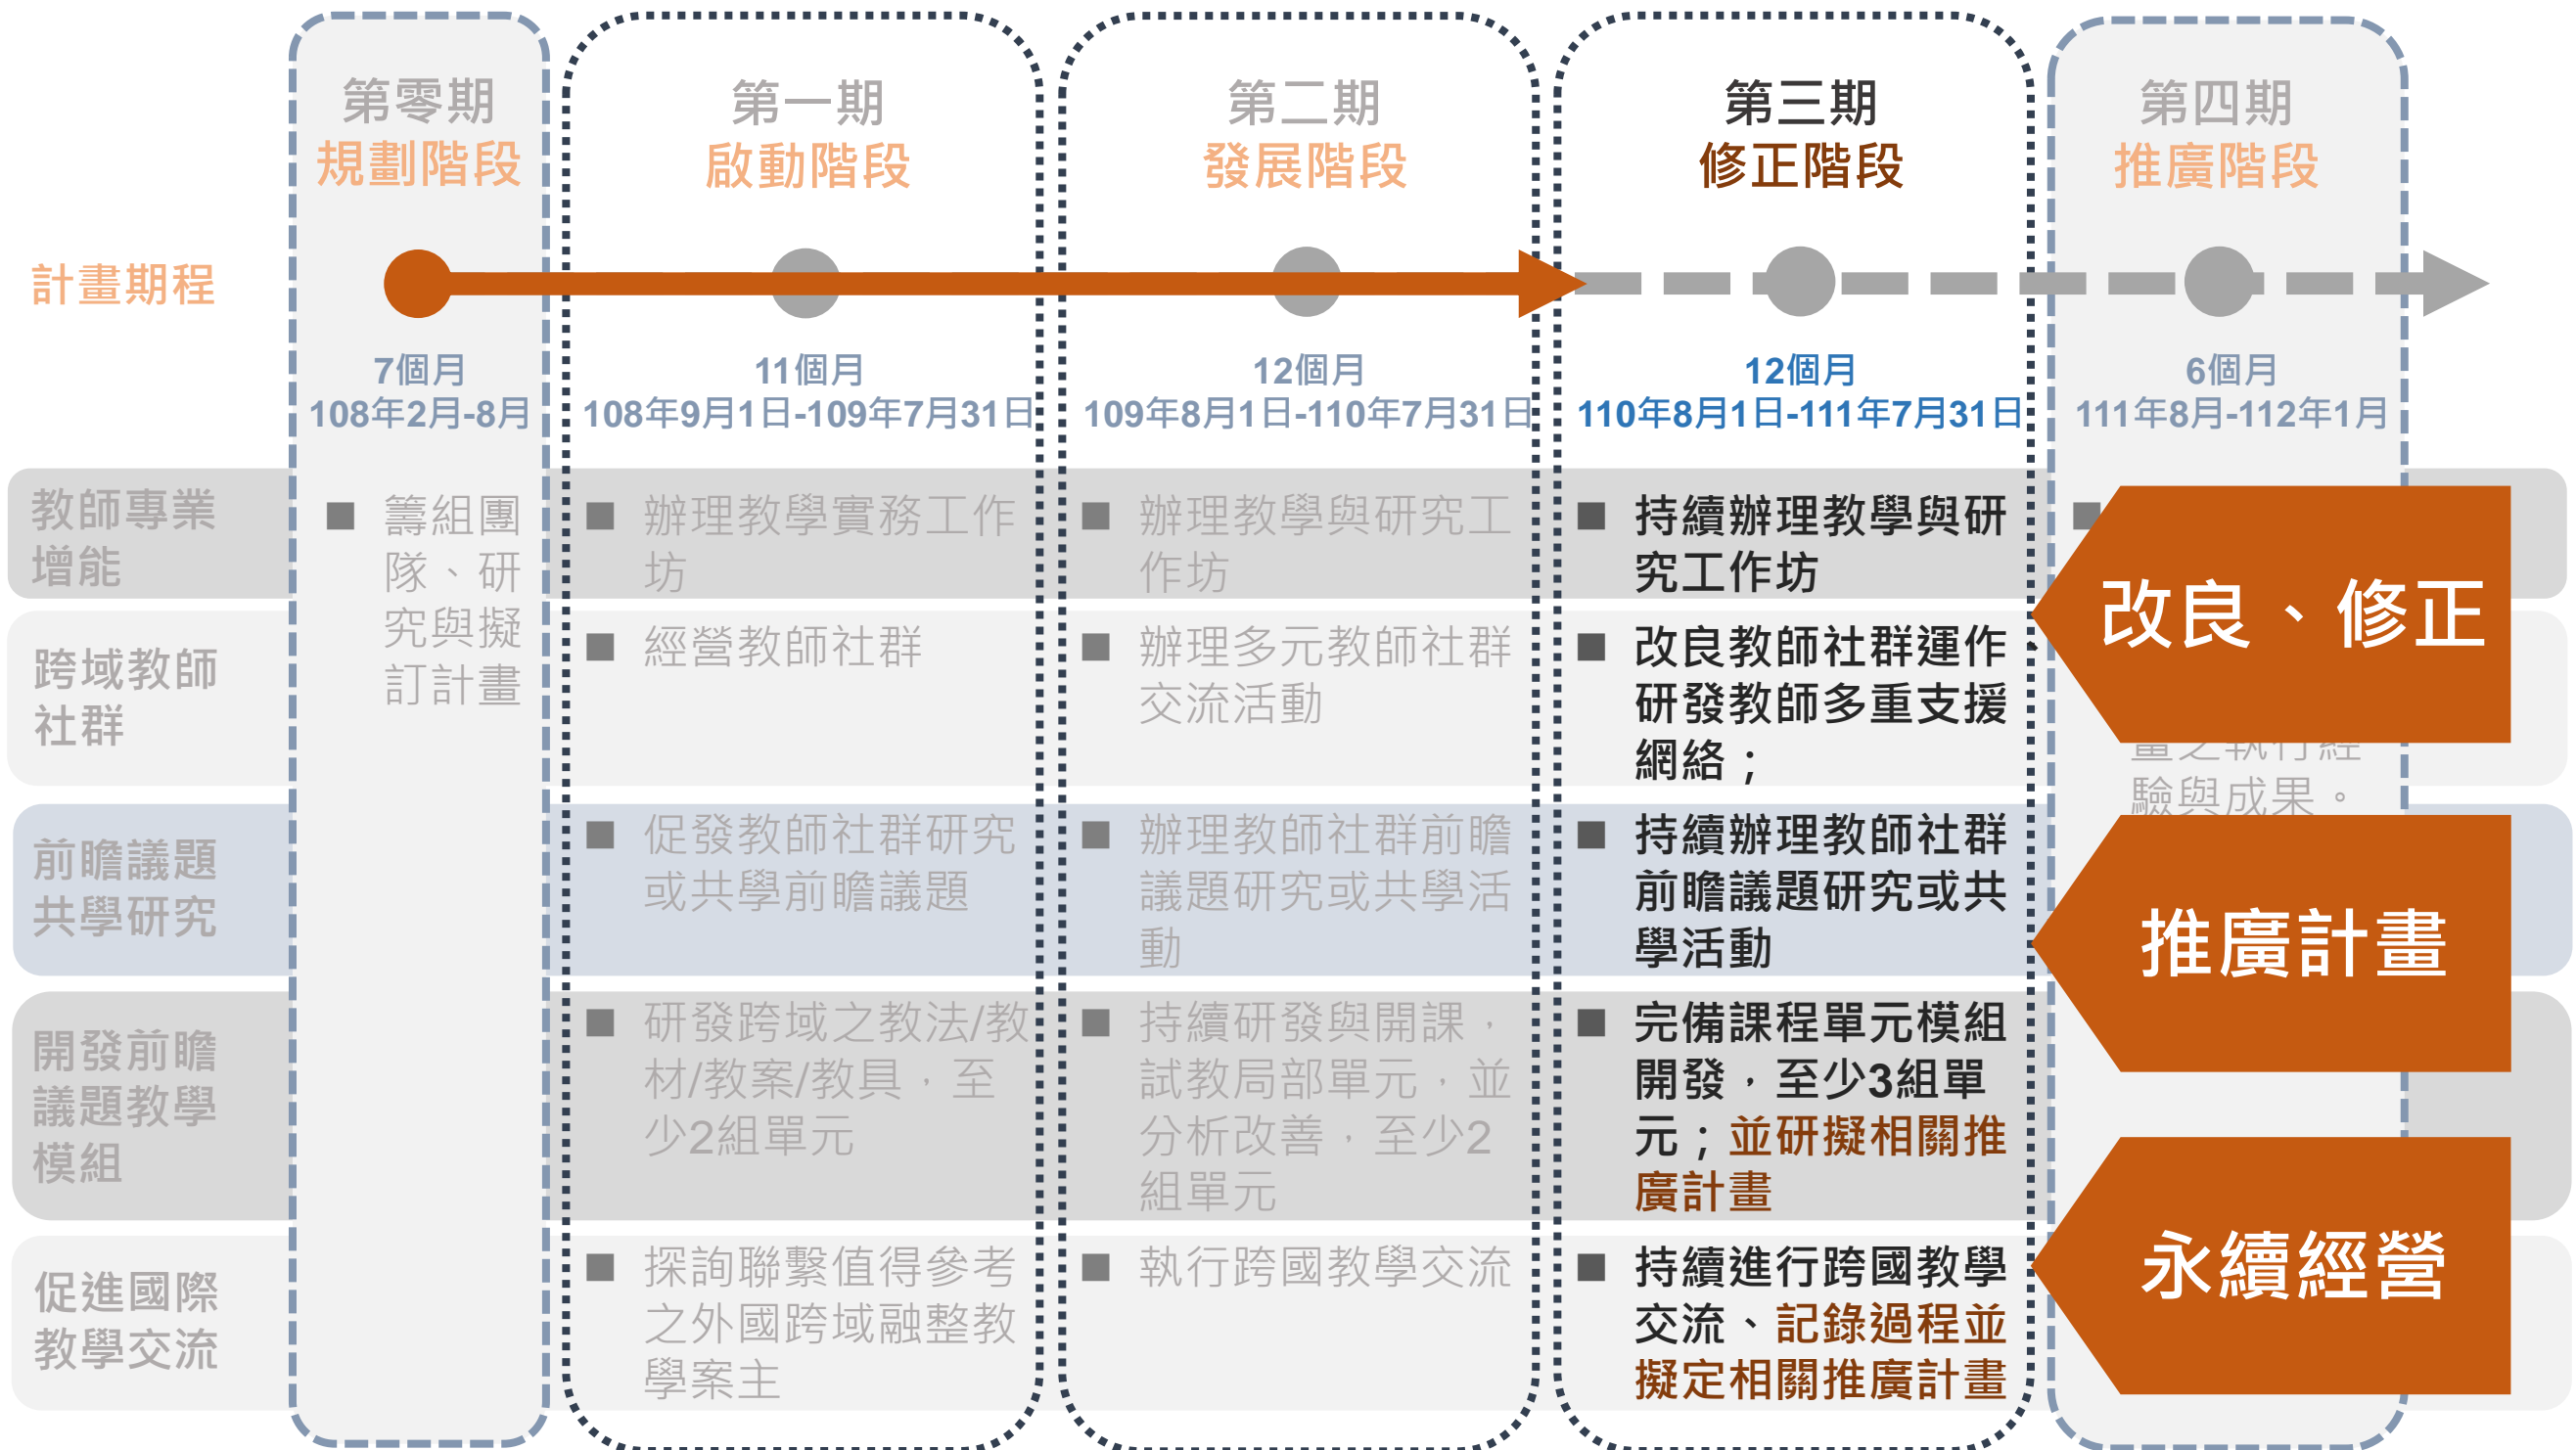 第零期
規劃階段
第一期
啟動階段
第二期
發展階段
第三期
修正階段
第四期
推廣階段
計畫期程
7個月
108年2月-8月
11個月
108年9月1日-109年7月31日
12個月
109年8月1日-110年7月31日
12個月
110年8月1日-111年7月31日
6個月
111年8月-112年1月
教師專業
增能
籌組團
隊、研
究與擬
訂計畫
辦理教學實務工作
坊
辦理教學與研究工
作坊
持續辦理教學與研
究工作坊
改良、修正
跨域教師
社群
經營教師社群
辦理多元教師社群
交流活動
改良教師社群運作、
研發教師多重支援
網絡；
畫之執行經
驗與成果。
前瞻議題
共學研究
促發教師社群研究
或共學前瞻議題
辦理教師社群前瞻
議題研究或共學活
動
持續辦理教師社群
前瞻議題研究或共
學活動
推廣計畫
開發前瞻
議題教學
模組
研發跨域之教法/教
材/教案/教具，至
少2組單元
持續研發與開課，
試教局部單元，並
分析改善，至少2
組單元
完備課程單元模組
開發，至少3組單
元；並研擬相關推
廣計畫
促進國際
教學交流
探詢聯繫值得參考
之外國跨域融整教
學案主
執行跨國教學交流
持續進行跨國教學
交流、記錄過程並
擬定相關推廣計畫
永續經營